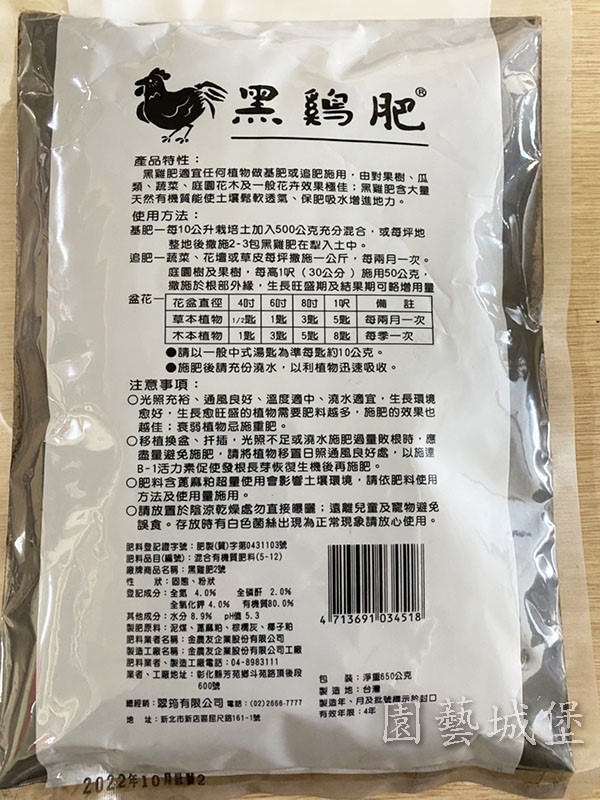 黑鷄肥®
產品特性：
黑雞肥適宜任何植物做基肥或追肥施用，由對果樹、瓜
類、蔬菜、庭園花木及一般花卉效果極佳；黑雞肥含大量
天然有機質能使土壤鬆軟透氣、保肥吸水增進地力。
使用方法：
基肥—每10公升栽培土加入500公克充分混合，或每坪地
整地後撒施2-3包黑雞肥在犁入土中。
追肥—蔬菜、花壇或草皮每坪撒施一公斤，每兩月一次。
庭園樹及果樹，每高1呎（30公分）施用50公克，
撒施於根部外緣，生長旺盛期及結果期可略增用量
盆花— 花盆直徑 4吋 6吋 8吋 1呎 備註
草本植物 1/2匙 1匙 3匙 5匙 每兩月一次
木本植物 1匙 3匙 5匙 8匙 每季一次
●請以一般中式湯匙為準每匙約10公克。
●施肥後請充份澆水，以利植物迅速吸收。
注意事項：
○光照充裕、通風良好、溫度適中、澆水適宜，生長環境
愈好，生長愈旺盛的植物需要肥料越多，施肥的效果也
越佳；衰弱植物忌施重肥。
○移植換盆、扦插，光照不足或澆水施肥過量敗根時，應
盡量避免施肥，請將植物移置日照通風良好處，以施連
B-1活力素促使發根長芽恢復生機後再施肥。
○肥料含蓖麻粕超量使用會影響土壤環境，請依肥料使用
方法及使用量施用。
○請放置於陰涼乾燥處勿直接曝曬；遠離兒童及寵物避免
誤食。存放時有白色菌絲出現為正常現象請放心使用。
肥料登記證字號：肥製(質)字第0431103號
肥料品目(編號)：混合有機質肥料(5-12)
廠牌商品名稱：黑雞肥2號
性　　狀：固態、粉狀
登記成分：全氮 4.0%　全磷酐 2.0%
全氧化鉀 4.0%　有機質80.0%
其他成分：水分 8.9%　pH值 5.3
肥製原料：泥煤、蓖麻粕、棕櫚灰、椰子粕
肥料業者名稱：金農友企業股份有限公司
製造工廠名稱：金農友企業股份有限公司工廠
肥料業者、製造工廠電話：04-8983111
業者、工廠地址：彰化縣芳苑鄉斗苑路頂後段
600號
總經銷：翠筠有限公司 電話：(02)2666-7777
地　址：新北市新店區屈尺路161-1號
4 713691 034518
包　　裝：淨重650公克
製 造 地：台灣
製造年、月及批號標示於封口
有效年限：4年
2022年10月批號2
園藝城堡